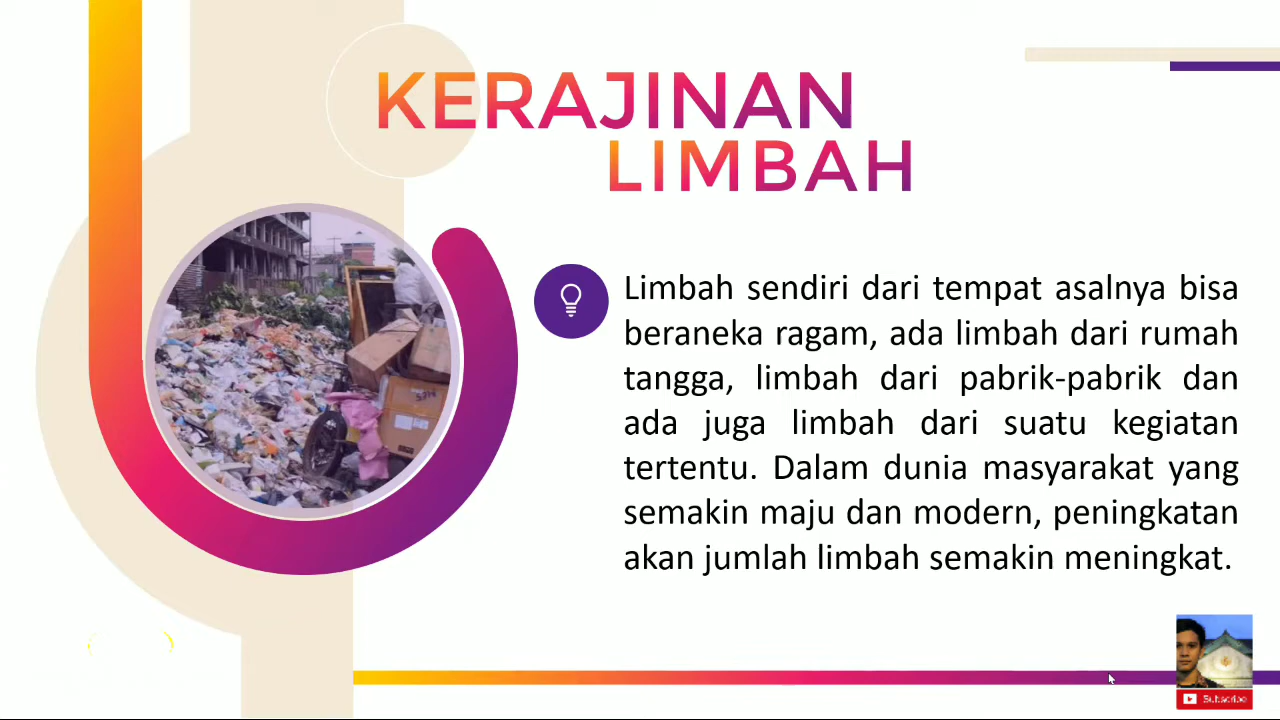 KERAJINAN
LIMBAH
Limbah sendiri dari tempat asalnya bisa
beraneka ragam, ada limbah dari rumah
tangga, limbah dari pabrik-pabrik dan
ada juga limbah dari suatu kegiatan
tertentu. Dalam dunia masyarakat yang
semakin maju dan modern, peningkatan
akan jumlah limbah semakin meningkat.
Subscribe